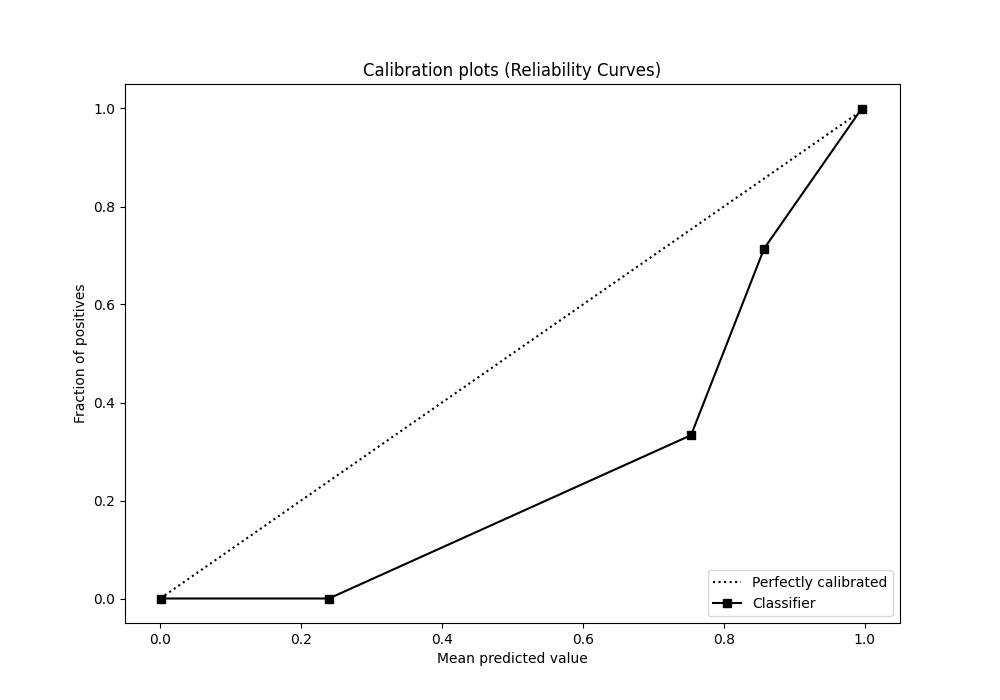 Calibration plots (Reliability Curves)
1.0
0.8
0.6
0.4
0.2
0.0
Fraction of positives
0.0 0.2 0.4 0.6 0.8 1.0
Mean predicted value
Perfectly calibrated
Classifier